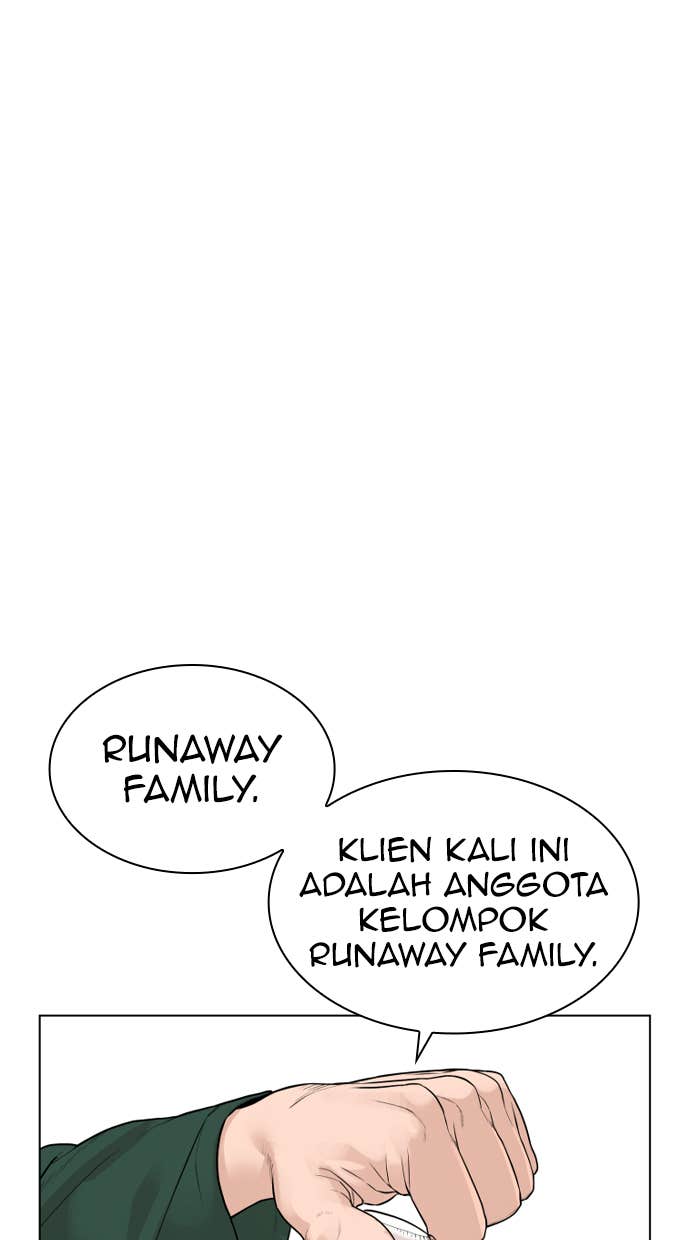 RUNAWAY
FAMILY.
KLIEN KALI INI
ADALAH ANGGOTA
KELOMPOK
RUNAWAY FAMILY.